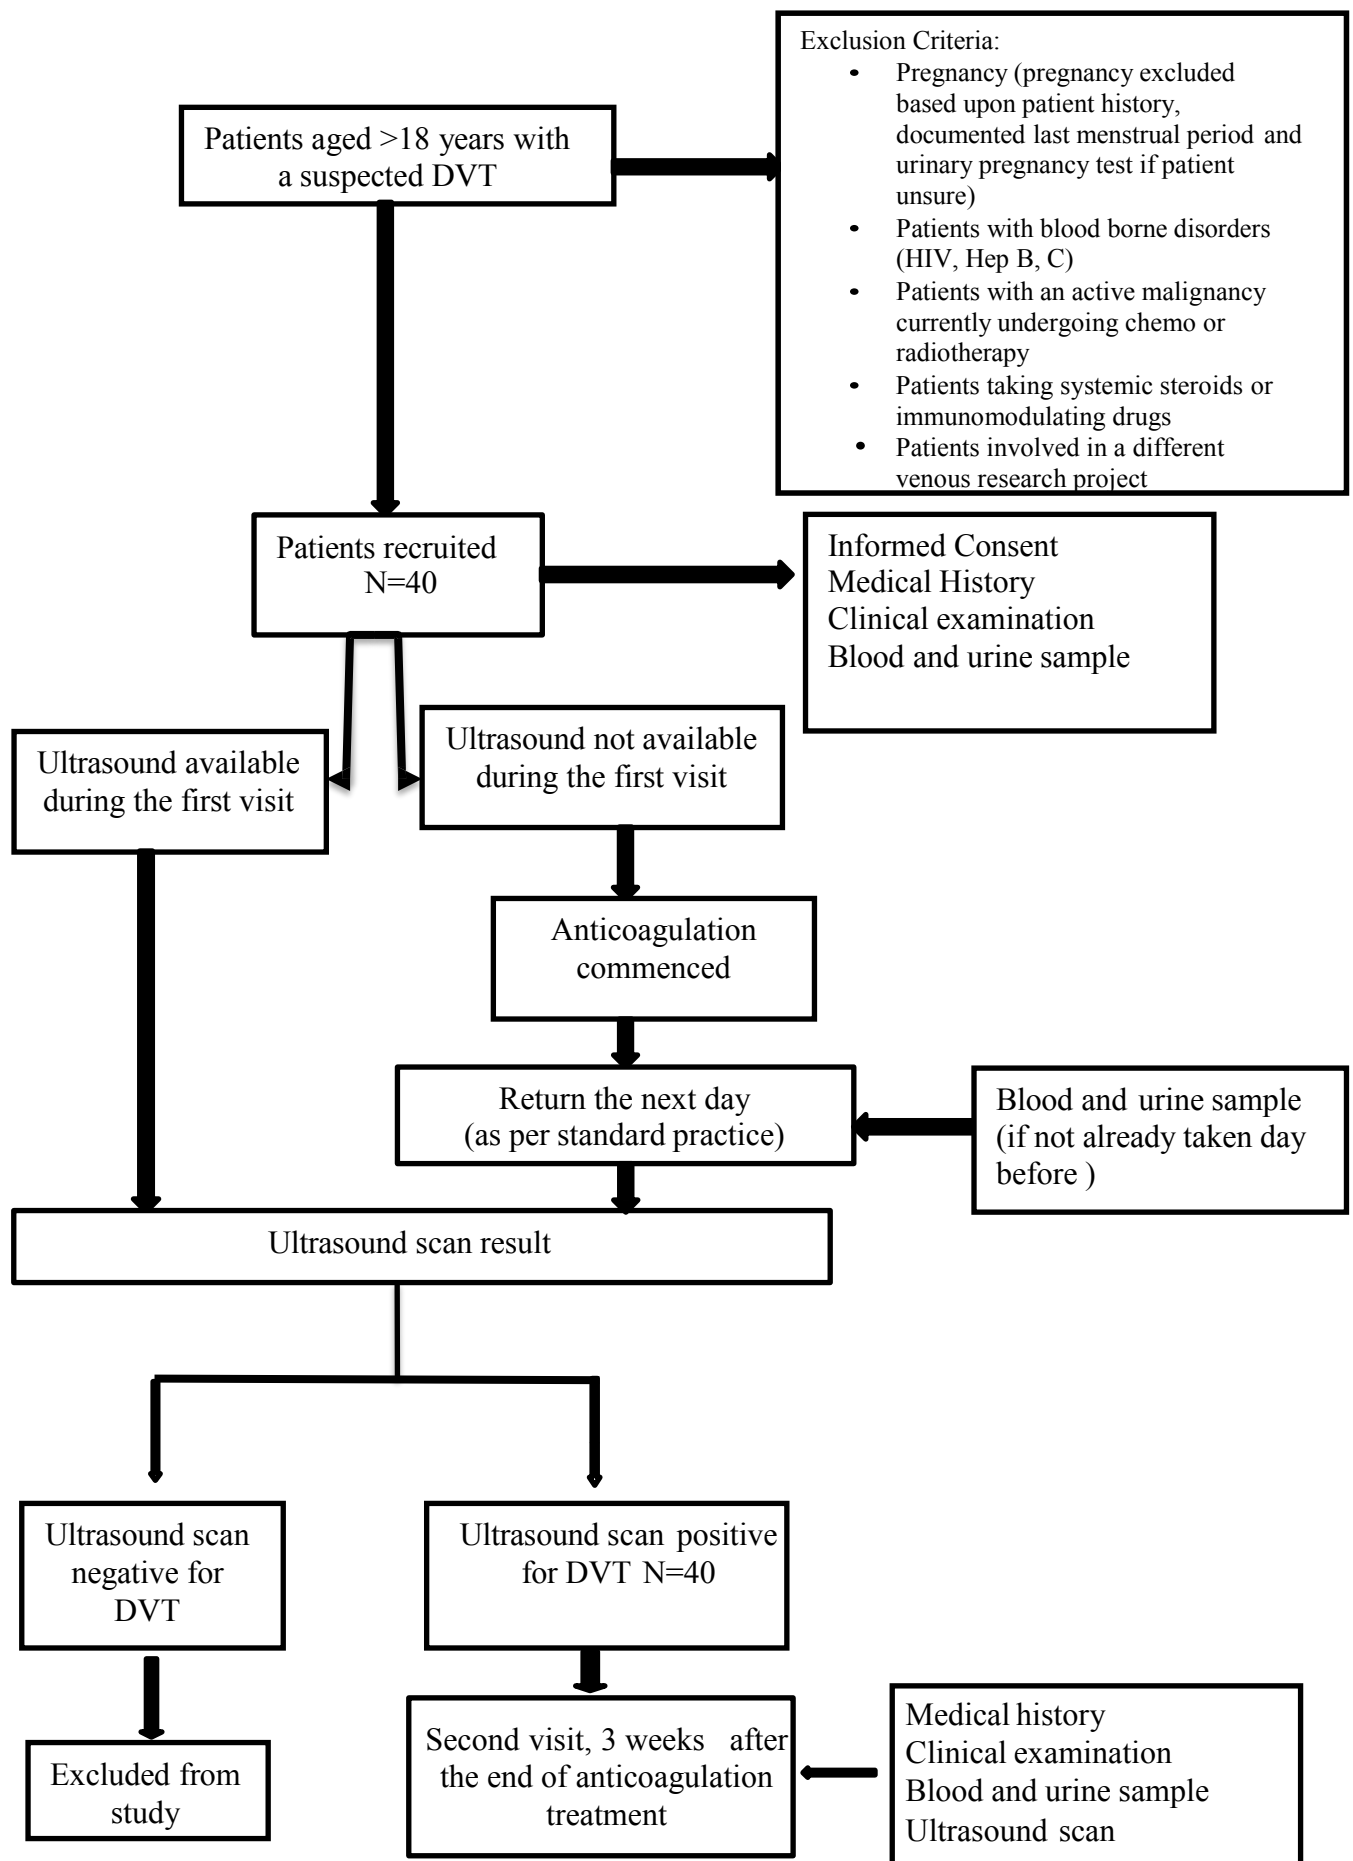 Exclusion Criteria:
• Pregnancy (pregnancy excluded
based upon patient history,
documented last menstrual period and
urinary pregnancy test if patient
unsure)
• Patients with blood borne disorders
(HIV, Hep B, C)
• Patients with an active malignancy
currently undergoing chemo or
radiotherapy
• Patients taking systemic steroids or
immunomodulating drugs
• Patients involved in a different
venous research project
Patients aged >18 years with
a suspected DVT
Patients recruited
N=40
Informed Consent
Medical History
Clinical examination
Blood and urine sample
Ultrasound available
during the first visit
Ultrasound not available
during the first visit
Anticoagulation
commenced
Return the next day
(as per standard practice)
Blood and urine sample
(if not already taken day
before )
Ultrasound scan result
Ultrasound scan
negative for
DVT
Ultrasound scan positive
for DVT N=40
Excluded from
study
Second visit, 3 weeks after
the end of anticoagulation
treatment
Medical history
Clinical examination
Blood and urine sample
Ultrasound scan